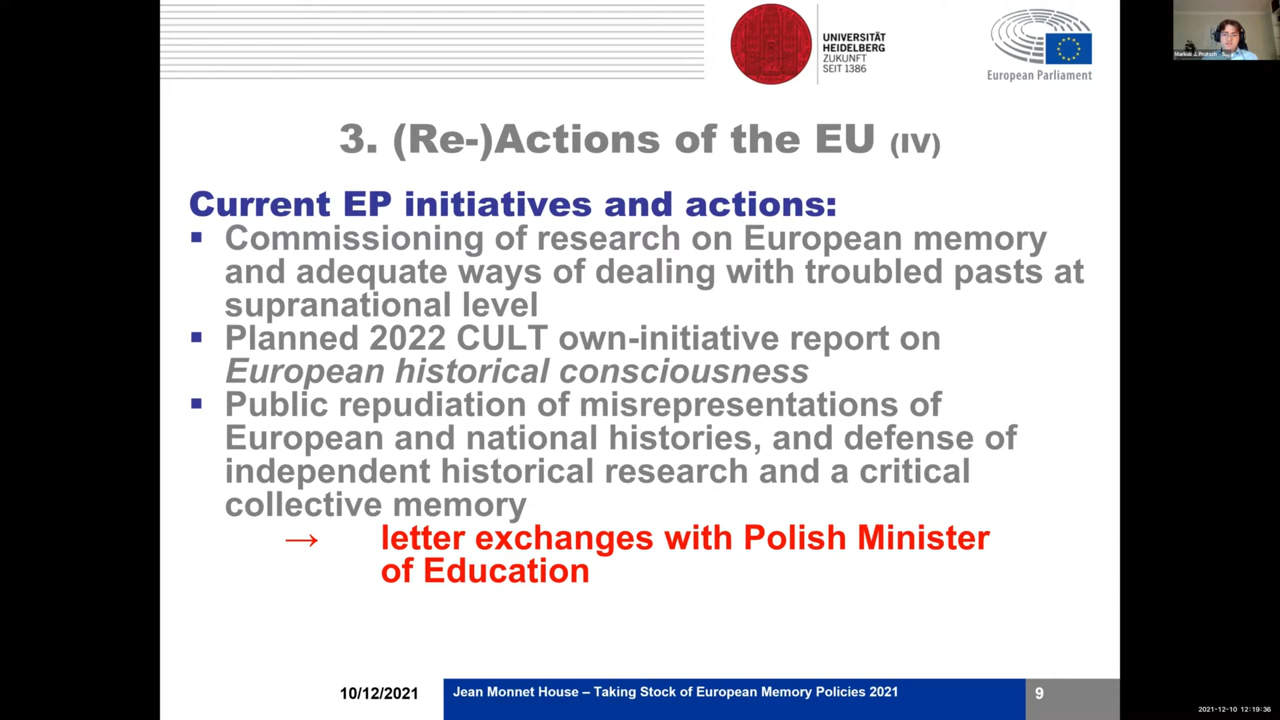 UNIVERSITÄT
HEIDELBERG
ZUKUNFT
SEIT 1386
European Parliament
3. (Re-)Actions of the EU (IV)
Current EP initiatives and actions:
Commissioning of research on European memory
and adequate ways of dealing with troubled pasts at
supranational level
Planned 2022 CULT own-initiative report on
European historical consciousness
Public repudiation of misrepresentations of
European and national histories, and defense of
independent historical research and a critical
collective memory
→ letter exchanges with Polish Minister
of Education
10/12/2021
Jean Monnet House – Taking Stock of European Memory Policies 2021
9
Markus J. Prutsch
2021-12-10 12:19:36